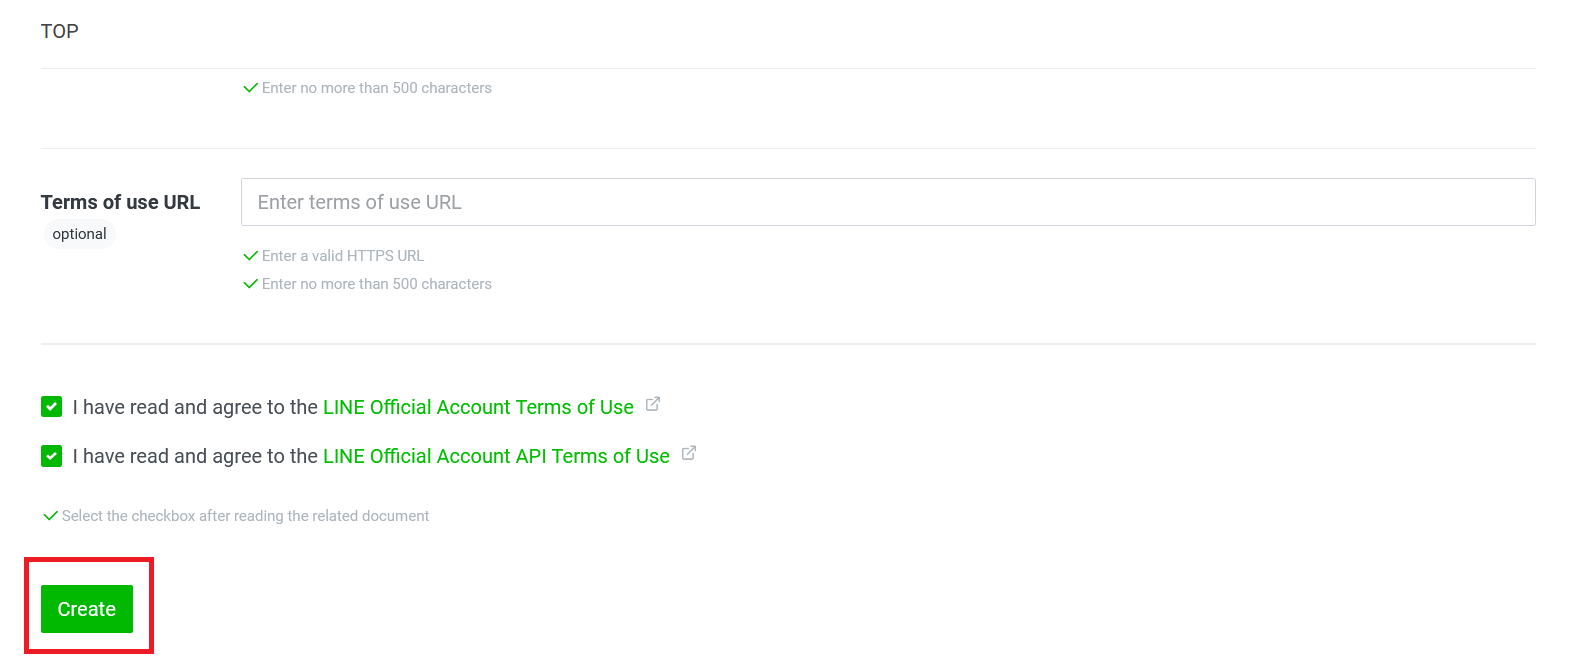 TOP
Enter no more than 500 characters
Terms of use URL
Enter terms of use URL
optional
Enter a valid HTTPS URL
Enter no more than 500 characters
I have read and agree to the LINE Official Account Terms of Use
I have read and agree to the LINE Official Account API Terms of Use
Select the checkbox after reading the related document
Create